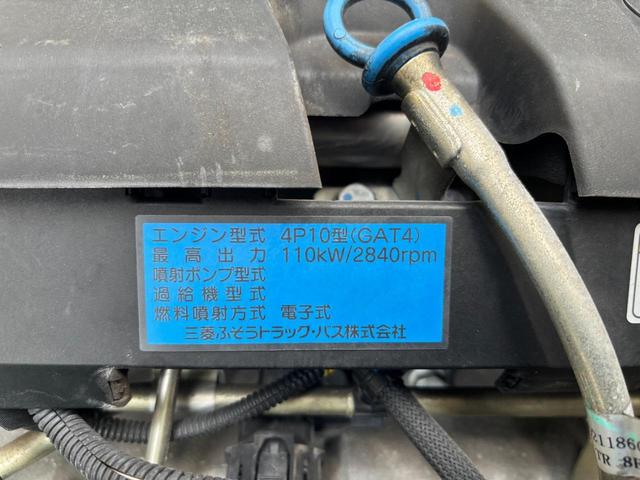 エンジン型式 4P10型(GAT4)
最高出力 110kW/2840rpm
噴射ポンプ型式
過給機型式
燃料噴射方式 電子式
三菱ふそうトラック・バス株式会社